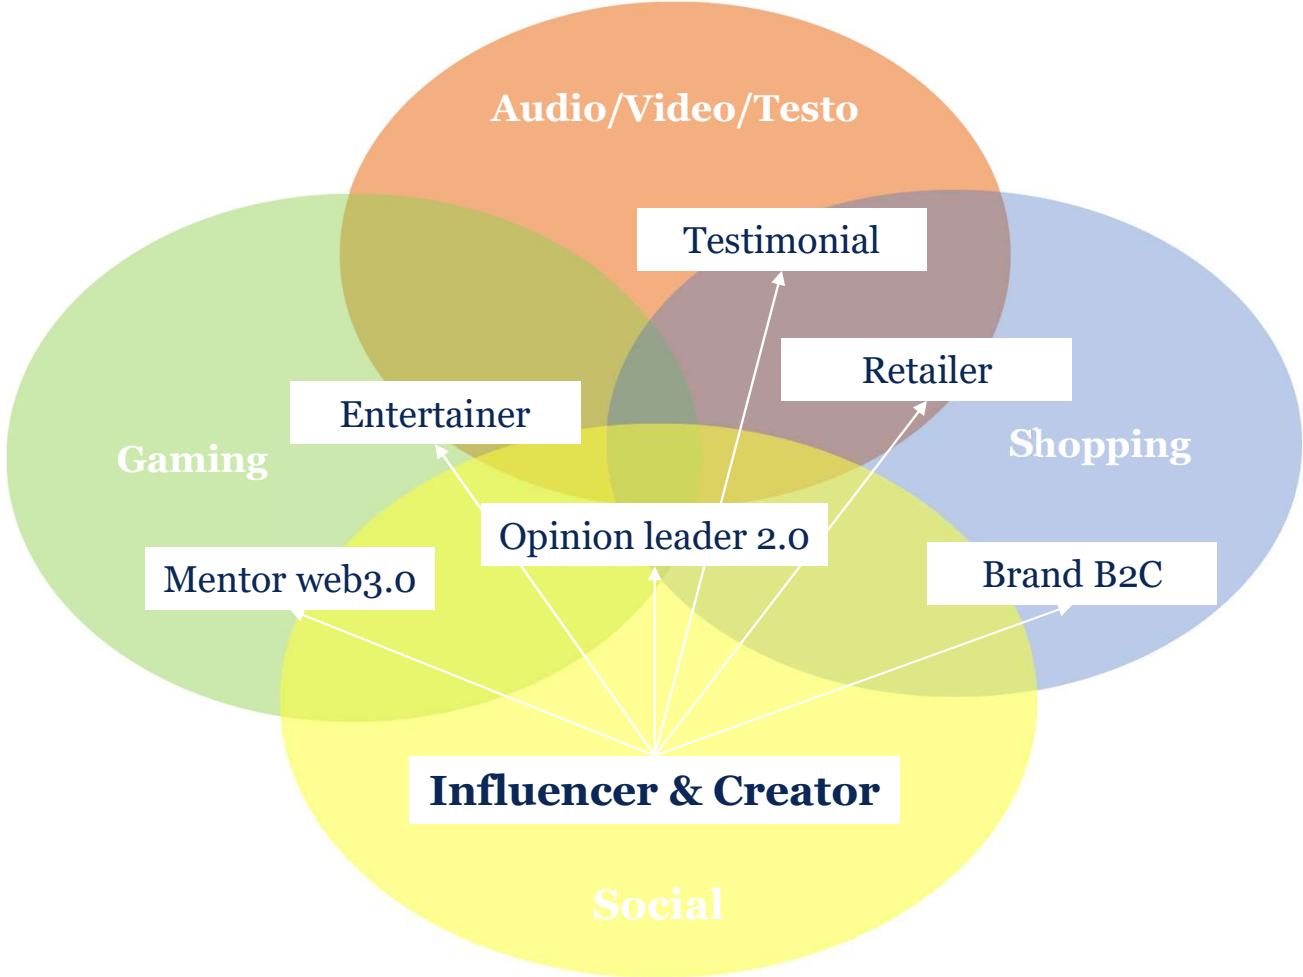 Audio/Video/Testo
Testimonial
Retailer
Entertainer
Gaming
Shopping
Opinion leader 2.0
Mentor web3.0
Brand B2C
Influencer & Creator
Social